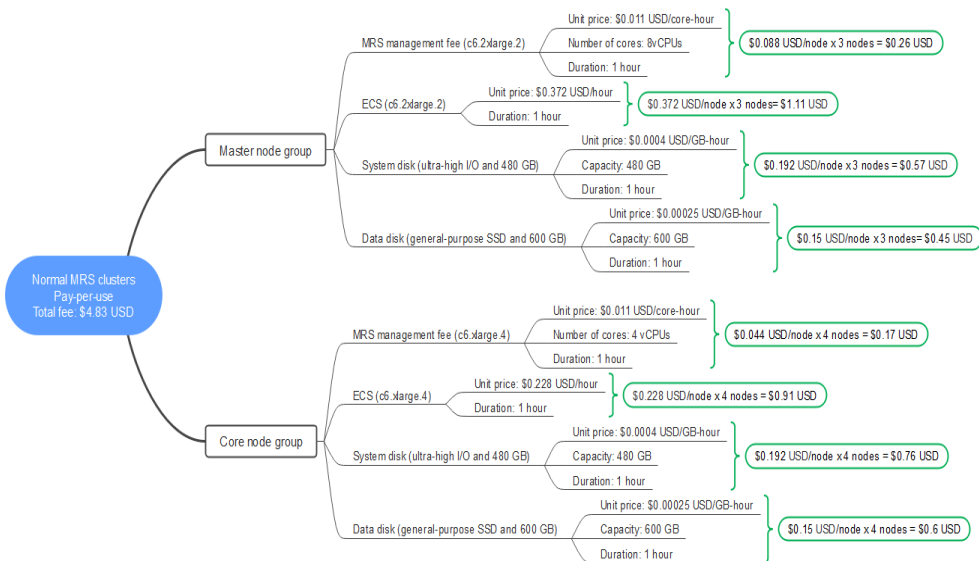 Normal MRS clusters
Pay-per-use
Total fee: $4.83 USD
Master node group
MRS management fee (c6.2xlarge.2)
Unit price: $0.011 USD/core-hour
Number of cores: 8vCPUs
Duration: 1 hour
$0.088 USD/node x 3 nodes = $0.26 USD
ECS (c6.2xlarge.2)
Unit price: $0.372 USD/hour
Duration: 1 hour
$0.372 USD/node x 3 nodes= $1.11 USD
System disk (ultra-high I/O and 480 GB)
Unit price: $0.0004 USD/GB-hour
Capacity: 480 GB
Duration: 1 hour
$0.192 USD/node x 3 nodes = $0.57 USD
Data disk (general-purpose SSD and 600 GB)
Unit price: $0.00025 USD/GB-hour
Capacity: 600 GB
Duration: 1 hour
$0.15 USD/node x 3 nodes= $0.45 USD
Core node group
MRS management fee (c6.xlarge.4)
Unit price: $0.011 USD/core-hour
Number of cores: 4 vCPUs
Duration: 1 hour
$0.044 USD/node x 4 nodes = $0.17 USD
ECS (c6.xlarge.4)
Unit price: $0.228 USD/hour
Duration: 1 hour
$0.228 USD/node x 4 nodes = $0.91 USD
System disk (ultra-high I/O and 480 GB)
Unit price: $0.0004 USD/GB-hour
Capacity: 480 GB
Duration: 1 hour
$0.192 USD/node x 4 nodes = $0.76 USD
Data disk (general-purpose SSD and 600 GB)
Unit price: $0.00025 USD/GB-hour
Capacity: 600 GB
Duration: 1 hour
$0.15 USD/node x 4 nodes = $0.6 USD